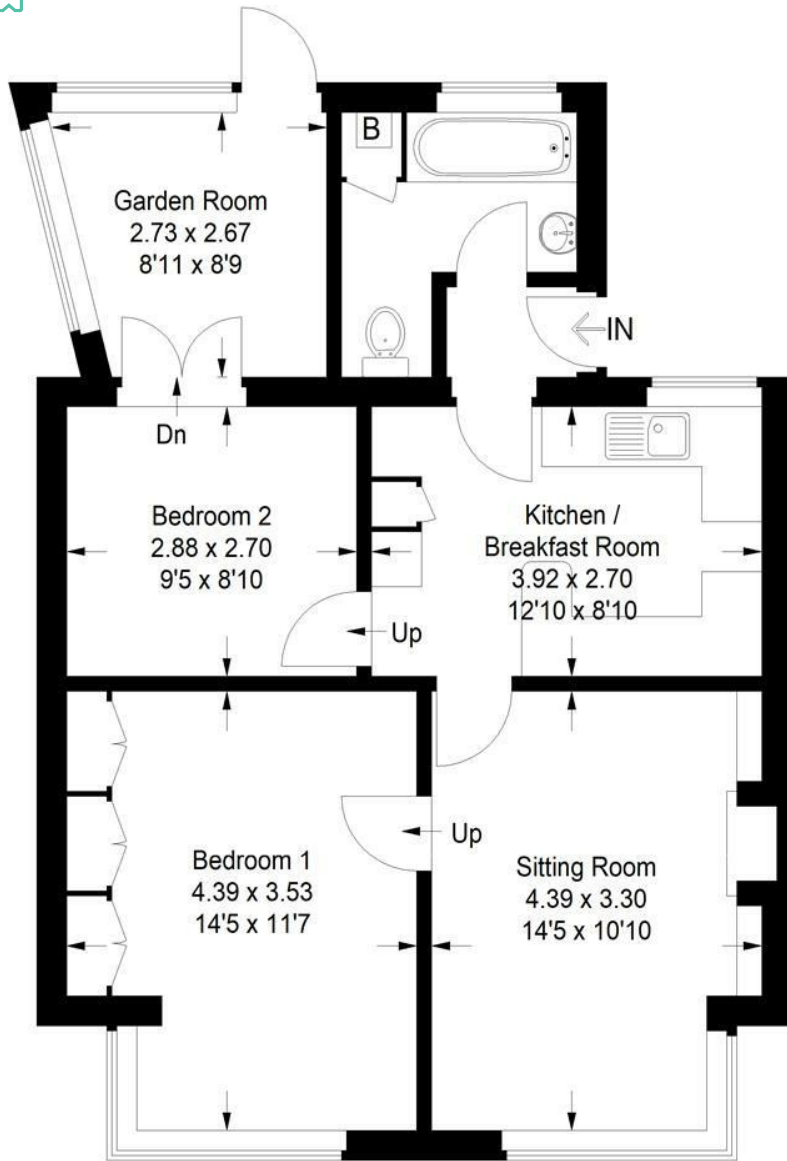 B
Garden Room
2.73 x 2.67
8'11 x 8'9
IN
Dn
Bedroom 2
2.88 x 2.70
9'5 x 8'10
Kitchen /
Breakfast Room
3.92 x 2.70
12'10 x 8'10
Up
Bedroom 1
4.39 x 3.53
14'5 x 11'7
Up
Sitting Room
4.39 x 3.30
14'5 x 10'10